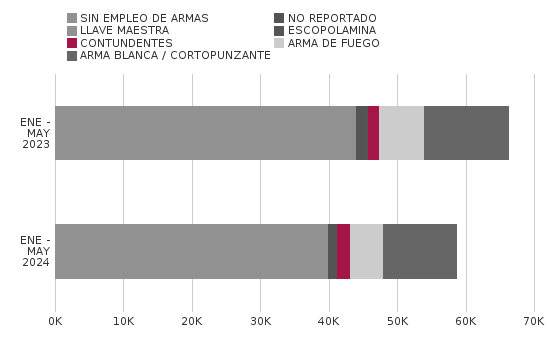 SIN EMPLEO DE ARMAS
NO REPORTADO
LLAVE MAESTRA
ESCOPOLAMINA
CONTUNDENTES
ARMA DE FUEGO
ARMA BLANCA / CORTOPUNZANTE
ENE -
MAY
2023
ENE -
MAY
2024
0K 10K 20K 30K 40K 50K 60K 70K